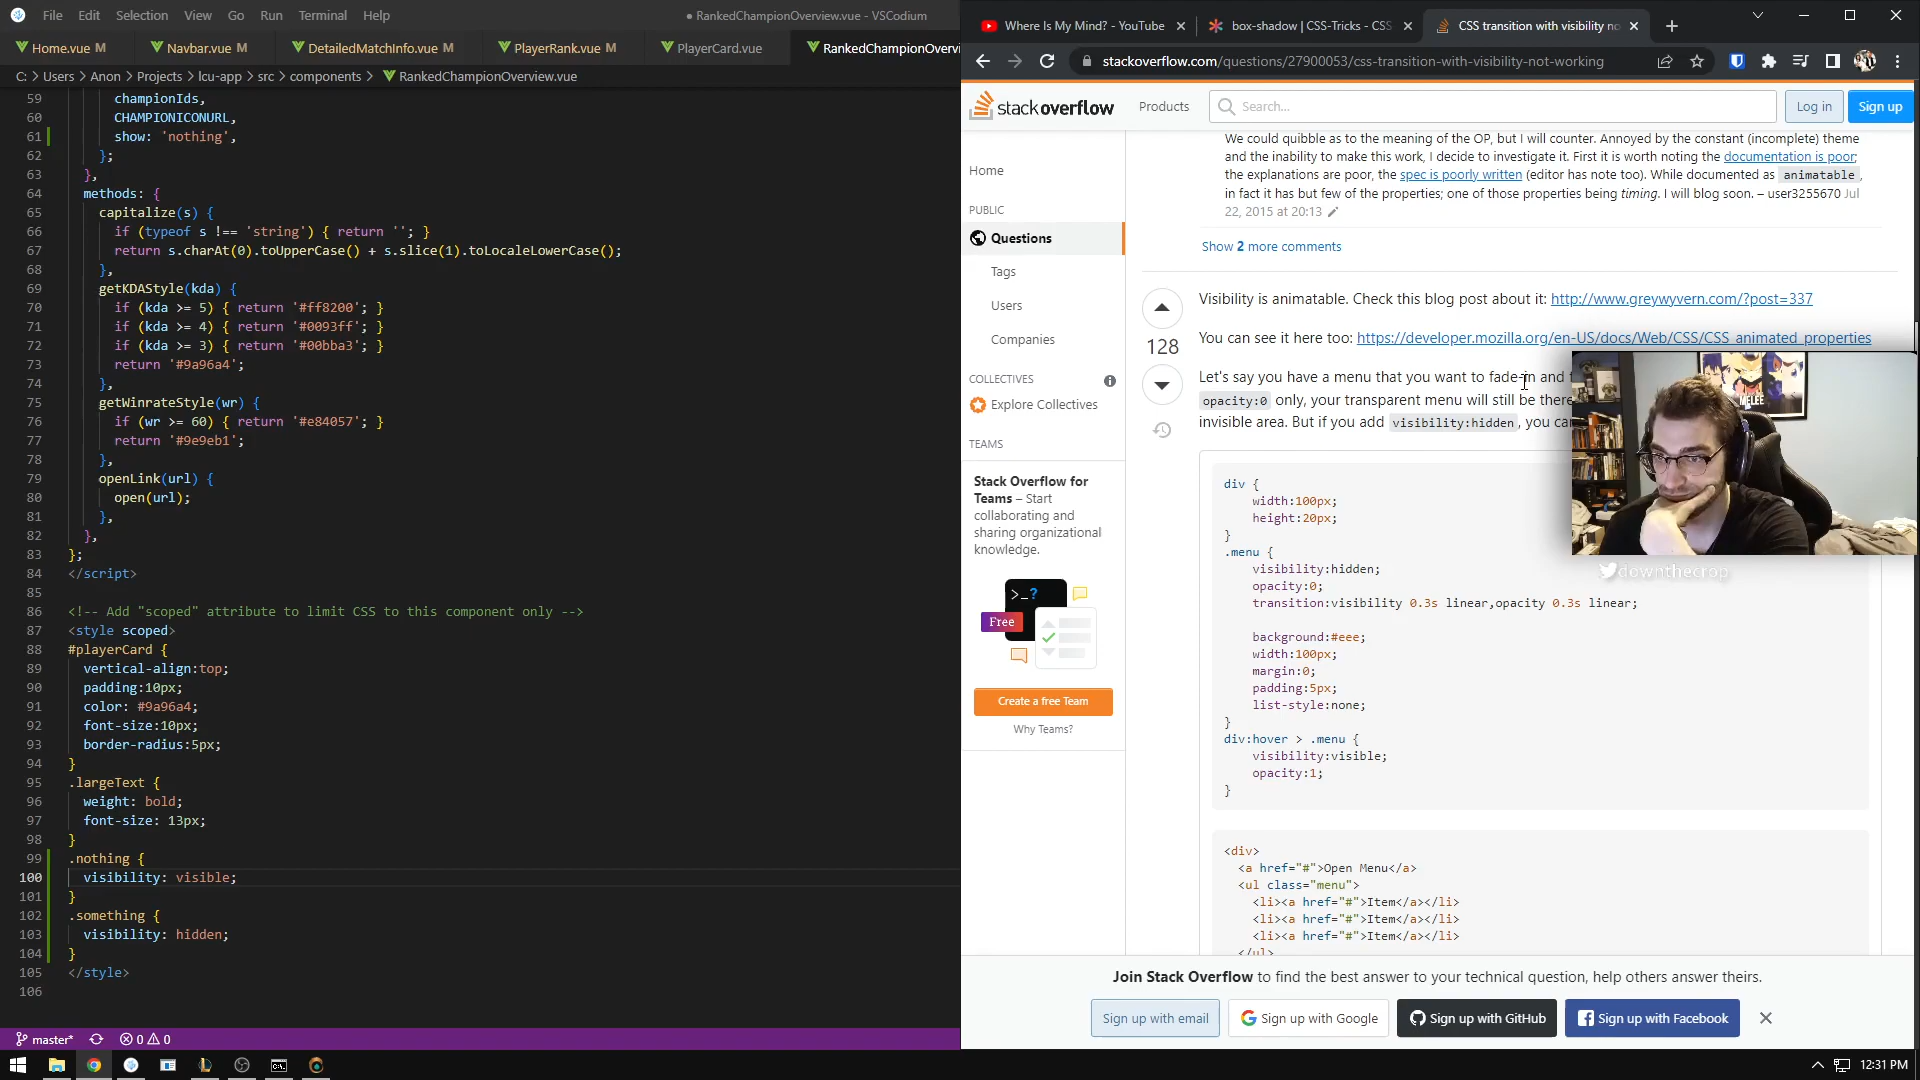 File Edit Selection View Go Run Terminal Help
● RankedChampionOverview.vue - VSCodium
Home.vue M
Navbar.vue M
DetailedMatchInfo.vue M
PlayerRank.vue M
PlayerCard.vue
RankedChampionOvervi
C: > Users > Anon > Projects > lcu-app > src > components > RankedChampionOverview.vue
59 championIds,
60 CHAMPIONICONURL,
61 show: 'nothing',
62 };
63 },
64 methods: {
65 capitalize(s) {
66 if (typeof s !== 'string') { return ''; }
67 return s.charAt(0).toUpperCase() + s.slice(1).toLocaleLowerCase();
68 },
69 getKDAStyle(kda) {
70 if (kda >= 5) { return '#ff8200'; }
71 if (kda >= 4) { return '#0093ff'; }
72 if (kda >= 3) { return '#00bba3'; }
73 return '#9a96a4';
74 },
75 getWinrateStyle(wr) {
76 if (wr >= 60) { return '#e84057'; }
77 return '#9e9eb1';
78 },
79 openLink(url) {
80 open(url);
81 },
82 },
83 };
84 </script>
85
86 <!-- Add "scoped" attribute to limit CSS to this component only -->
87 <style scoped>
88 #playerCard {
89 vertical-align:top;
90 padding:10px;
91 color: #9a96a4;
92 font-size:10px;
93 border-radius:5px;
94 }
95 .largeText {
96 weight: bold;
97 font-size: 13px;
98 }
99 .nothing {
100 visibility: visible;
101 }
102 .something {
103 visibility: hidden;
104 }
105 </style>
106
master* 0 0
Where Is My Mind? - YouTube
box-shadow | CSS-Tricks - CSS
CSS transition with visibility no
stackoverflow.com/questions/27900053/css-transition-with-visibility-not-working
stackoverflow
Products
Search...
Log in
Sign up
Home
PUBLIC
Questions
Tags
Users
Companies
COLLECTIVES
Explore Collectives
TEAMS
Stack Overflow for
Teams – Start
collaborating and
sharing organizational
knowledge.
>_?
Free
Create a free Team
Why Teams?
We could quibble as to the meaning of the OP, but I will counter. Annoyed by the constant (incomplete) theme
and the inability to make this work, I decide to investigate it. First it is worth noting the documentation is poor;
the explanations are poor, the spec is poorly written (editor has note too). While documented as animatable,
in fact it has but few of the properties; one of those properties being timing. I will blog soon. – user3255670 Jul
22, 2015 at 20:13
Show 2 more comments
128
Visibility is animatable. Check this blog post about it: http://www.greywyvern.com/?post=337
You can see it here too: https://developer.mozilla.org/en-US/docs/Web/CSS/CSS_animated_properties
Let's say you have a menu that you want to fade-in and
opacity:0 only, your transparent menu will still be there
invisible area. But if you add visibility:hidden, you can
div {
width:100px;
height:20px;
}
.menu {
visibility:hidden;
opacity:0;
transition:visibility 0.3s linear,opacity 0.3s linear;
background:#eee;
width:100px;
margin:0;
padding:5px;
list-style:none;
}
div:hover > .menu {
visibility:visible;
opacity:1;
}
<div>
<a href="#">Open Menu</a>
<ul class="menu">
<li><a href="#">Item</a></li>
<li><a href="#">Item</a></li>
<li><a href="#">Item</a></li>
</ul>
MELEE
downthecrop
Join Stack Overflow to find the best answer to your technical question, help others answer theirs.
Sign up with email
Sign up with Google
Sign up with GitHub
Sign up with Facebook
12:31 PM